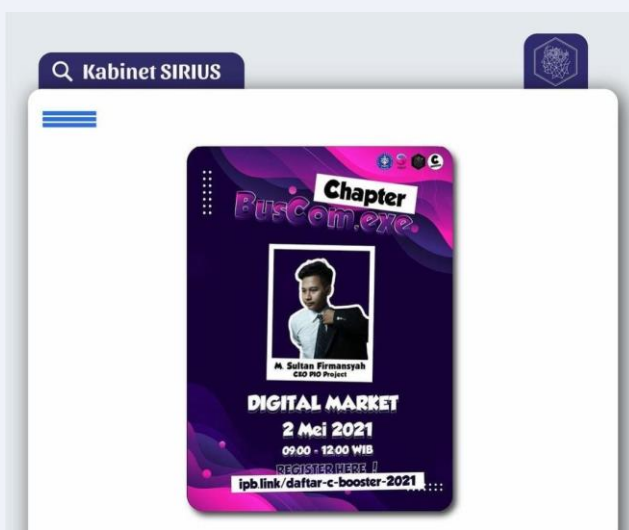 Kabinet SIRIUS
Chapter
BusCom.exe
M. Sultan Firmansyah
CEO PIO Project
DIGITAL MARKET
2 Mei 2021
09.00 - 12.00 WIB
REGISTER HERE !
ipb.link/daftar-c-booster-2021